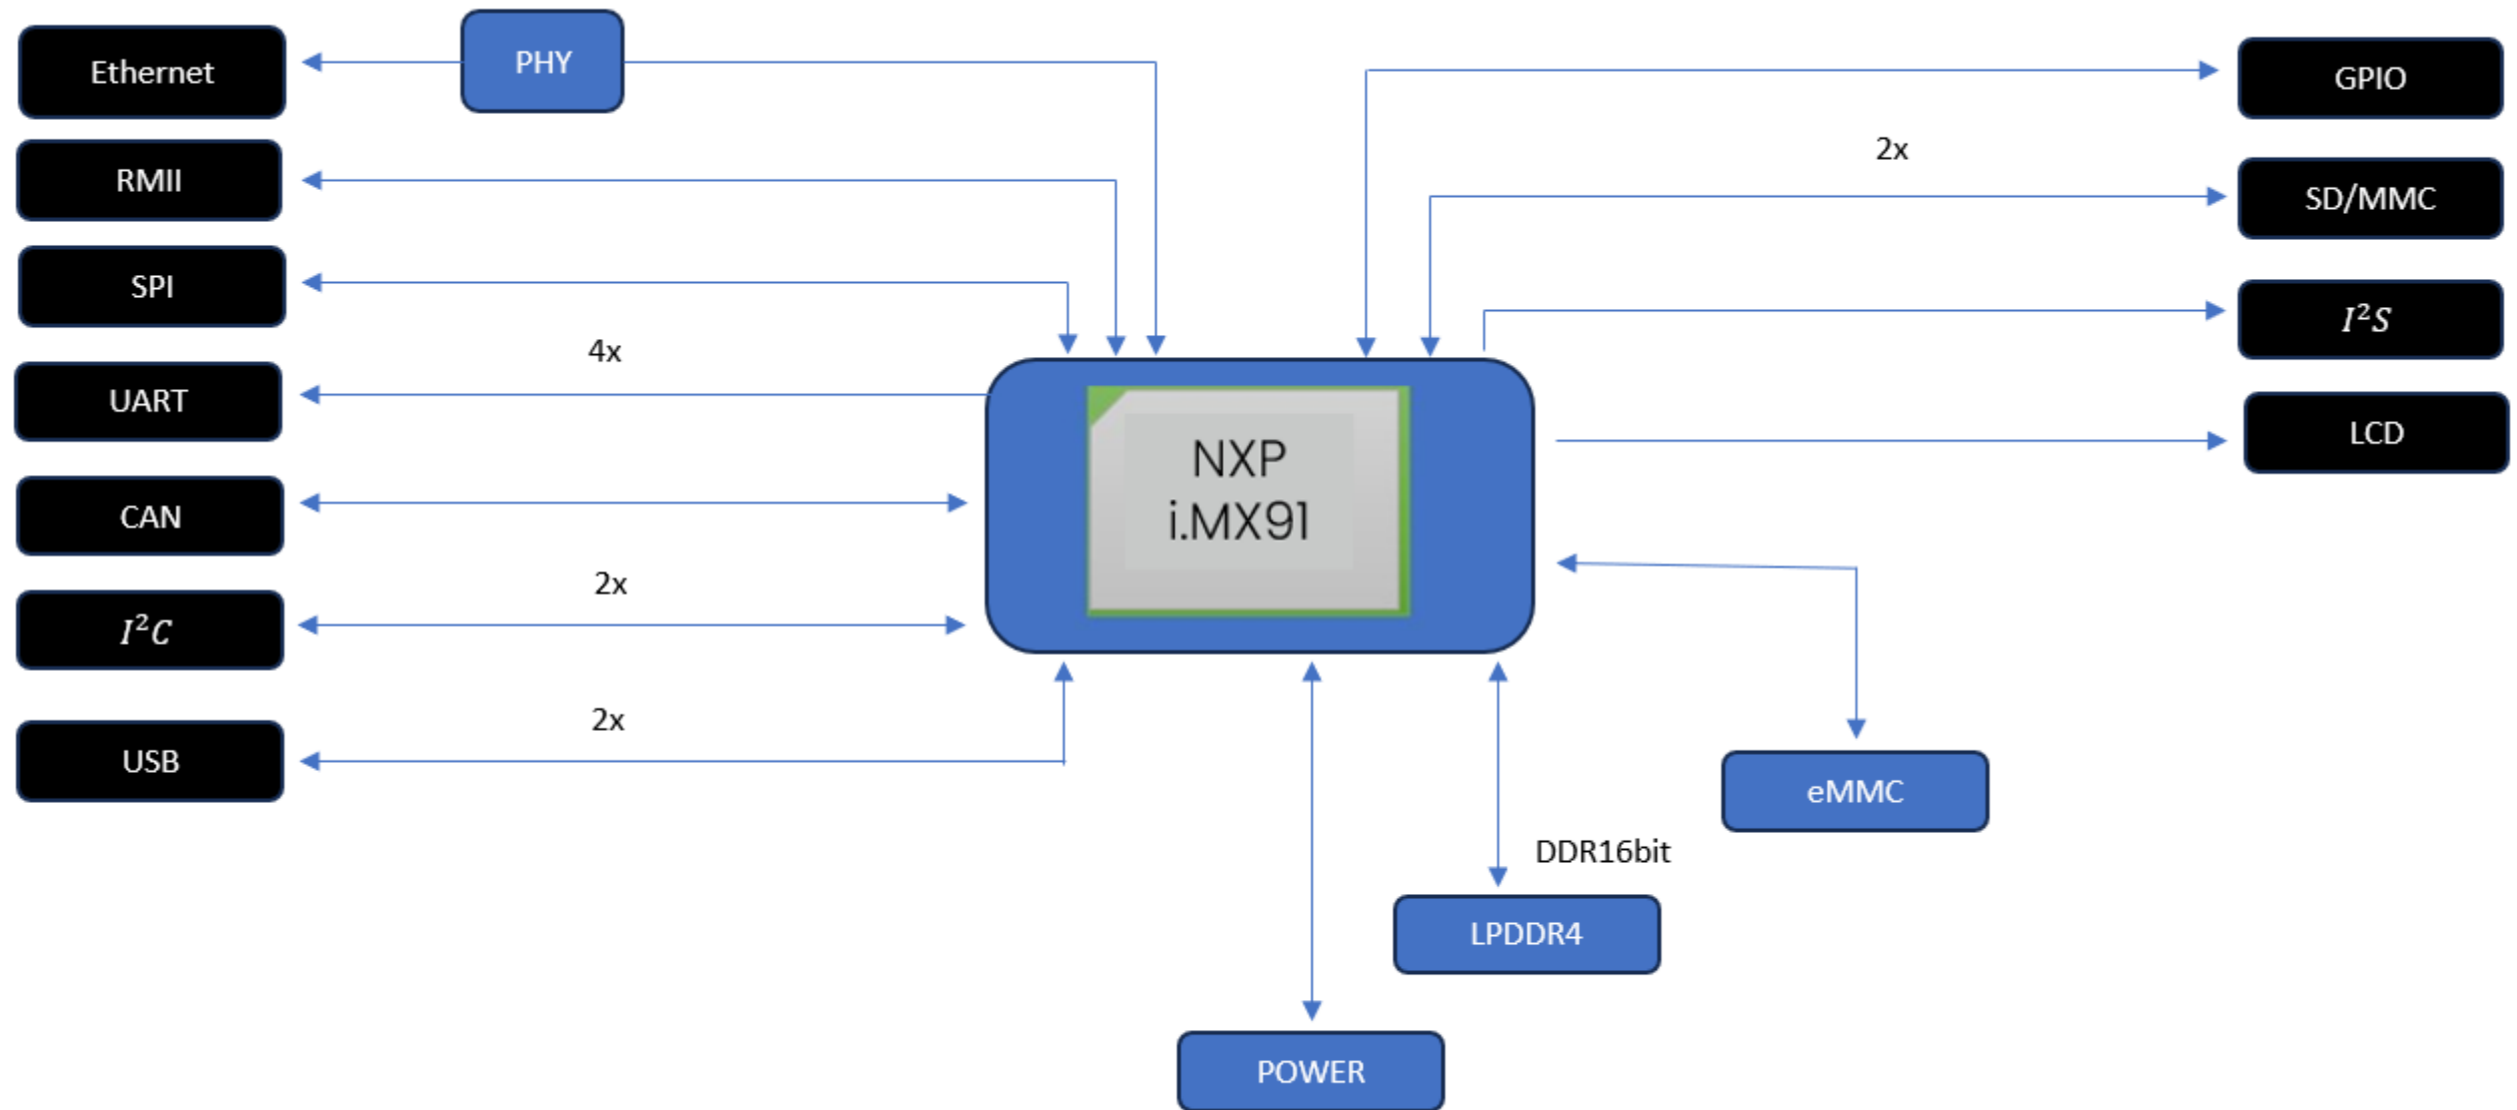 Ethernet
PHY
GPIO
RMII
2x
SD/MMC
SPI
I²S
4x
UART
LCD
NXP
i.MX91
CAN
2x
I²C
2x
USB
eMMC
DDR16bit
LPDDR4
POWER